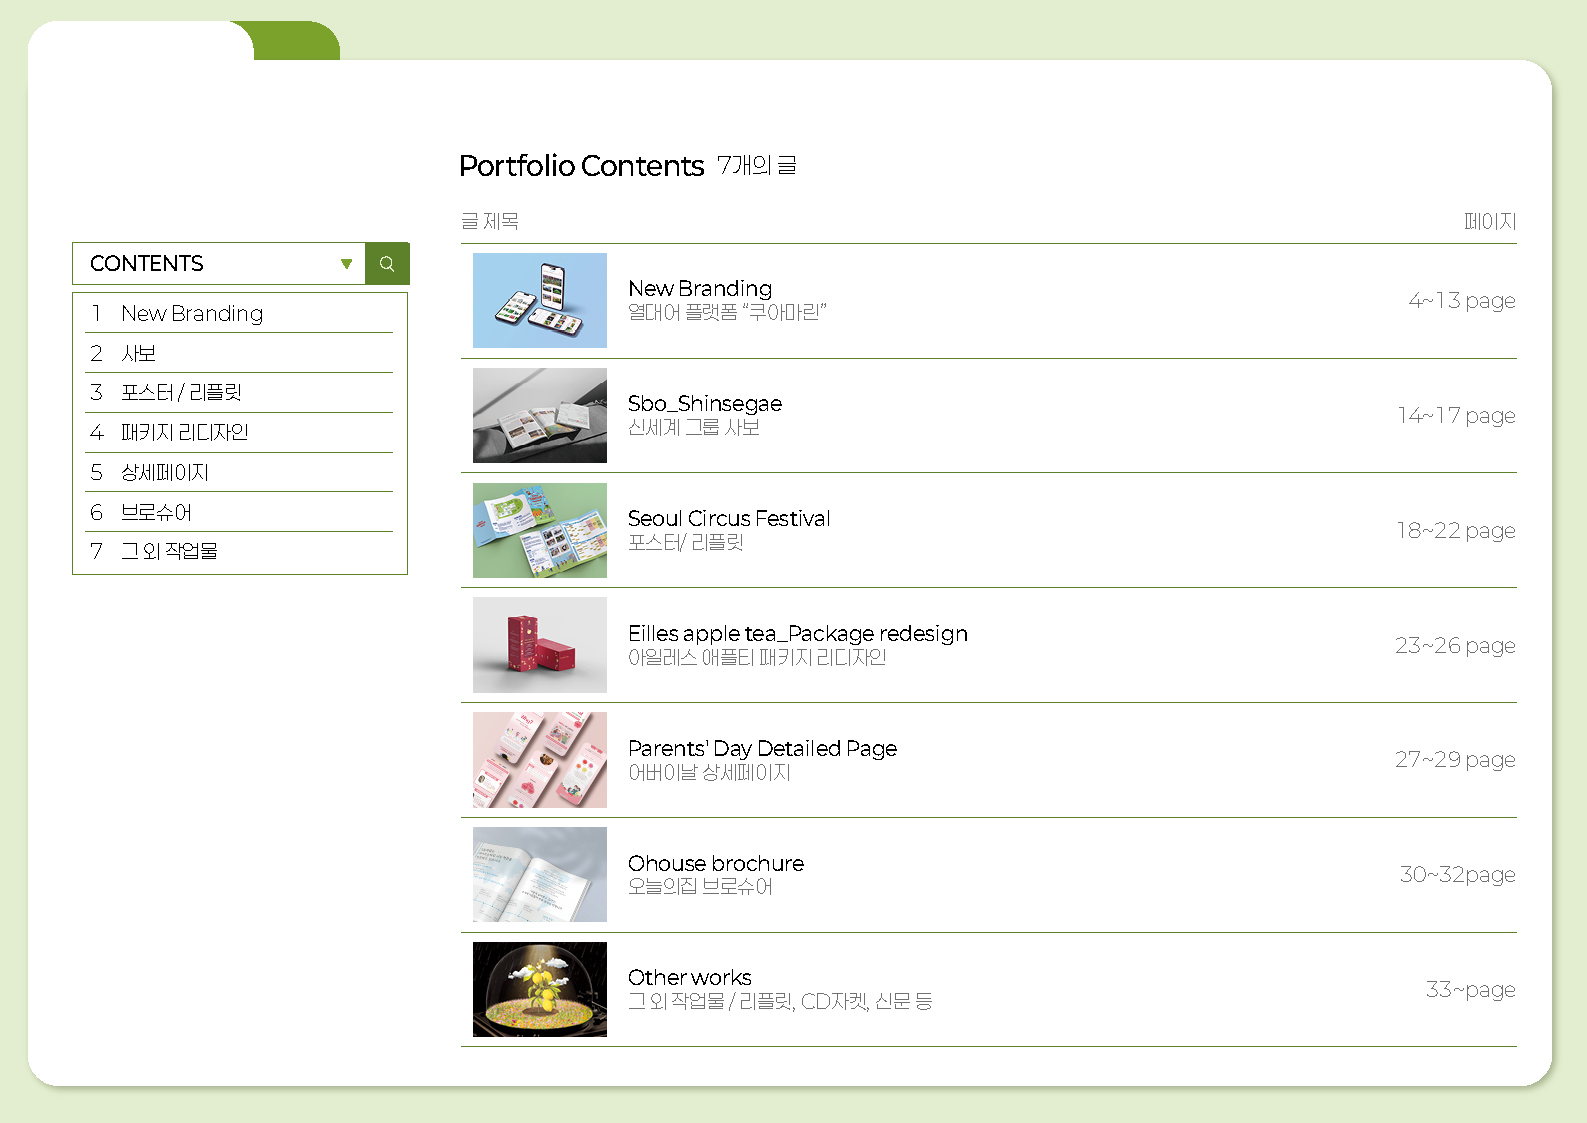 Portfolio Contents 7개의 글
글 제목 페이지
CONTENTS
1 New Branding
2 사보
3 포스터 / 리플릿
4 패키지 리디자인
5 상세페이지
6 브로슈어
7 그 외 작업물
New Branding
열대어 플랫폼 “쿠아마린”
4~13 page
Sbo_Shinsegae
신세계 그룹 사보
14~17 page
Seoul Circus Festival
포스터/ 리플릿
18~22 page
Eilles apple tea_Package redesign
아일레스 애플티 패키지 리디자인
23~26 page
Parents' Day Detailed Page
어버이날 상세페이지
27~29 page
Ohouse brochure
오늘의집 브로슈어
30~32page
Other works
그 외 작업물 / 리플릿, CD자켓, 신문 등
33~page